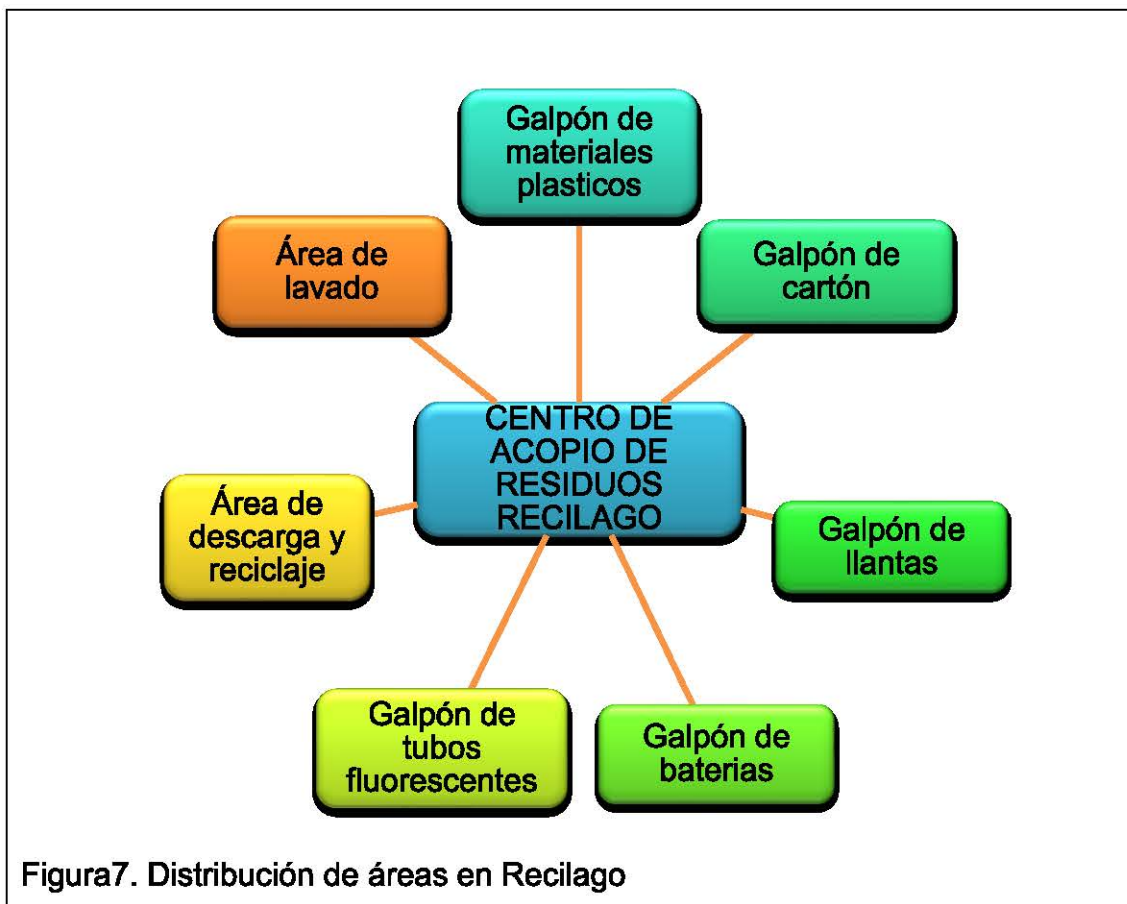 Galpón de
materiales
plasticos
Área de
lavado
Galpón de
cartón
CENTRO DE
ACOPIO DE
RESIDUOS
RECILAGO
Área de
descarga y
reciclaje
Galpón de
llantas
Galpón de
tubos
fluorescentes
Galpón de
baterias
Figura7. Distribución de áreas en Recilago